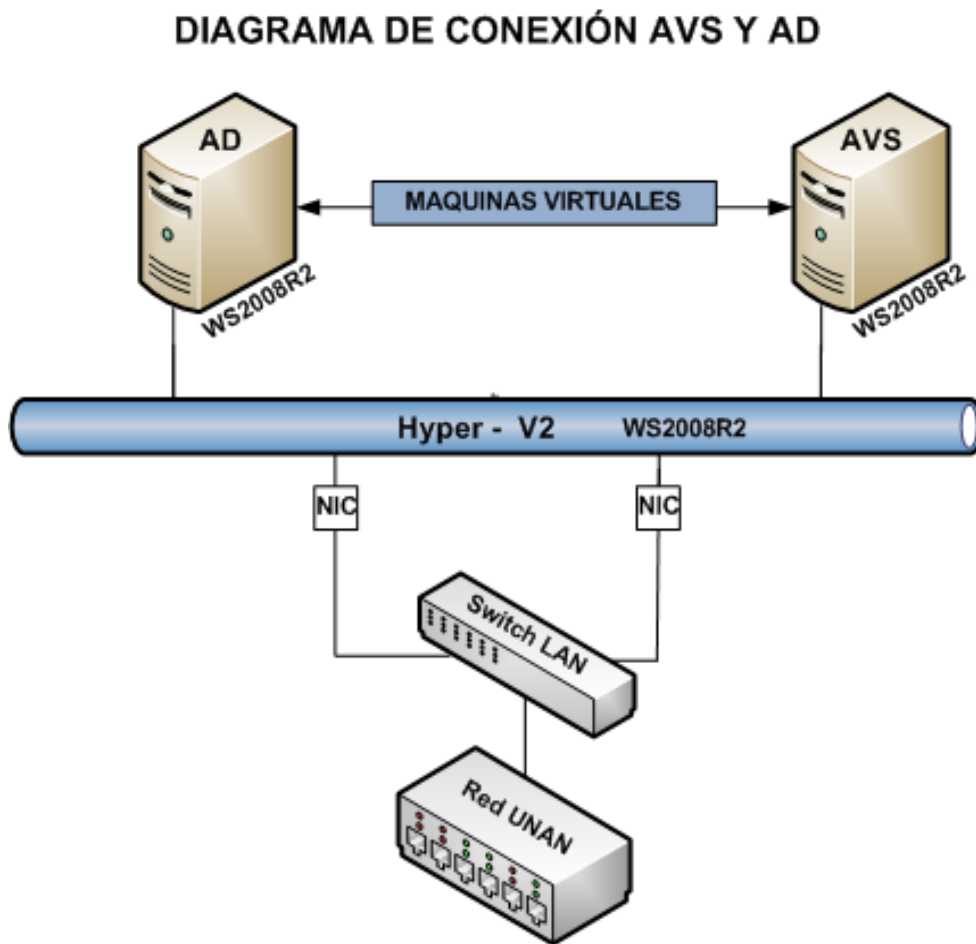 DIAGRAMA DE CONEXIÓN AVS Y AD
AD
AVS
MAQUINAS VIRTUALES
WS2008R2
WS2008R2
Hyper - V2 WS2008R2
NIC
NIC
Switch LAN
Red UNAN